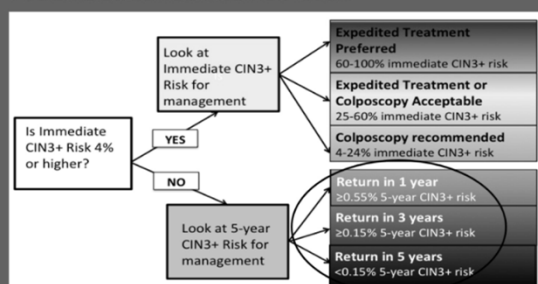 Is Immediate
CIN3+ Risk 4%
or higher?
YES
NO
Look at
Immediate CIN3+
Risk for
management
Look at 5-year
CIN3+ Risk for
management
Expedited Treatment
Preferred
60-100% immediate CIN3+ risk
Expedited Treatment or
Colposcopy Acceptable
25-60% immediate CIN3+ risk
Colposcopy recommended
4-24% immediate CIN3+ risk
Return in 1 year
≥0.55% 5-year CIN3+ risk
Return in 3 years
≥0.15% 5-year CIN3+ risk
Return in 5 years
<0.15% 5-year CIN3+ risk